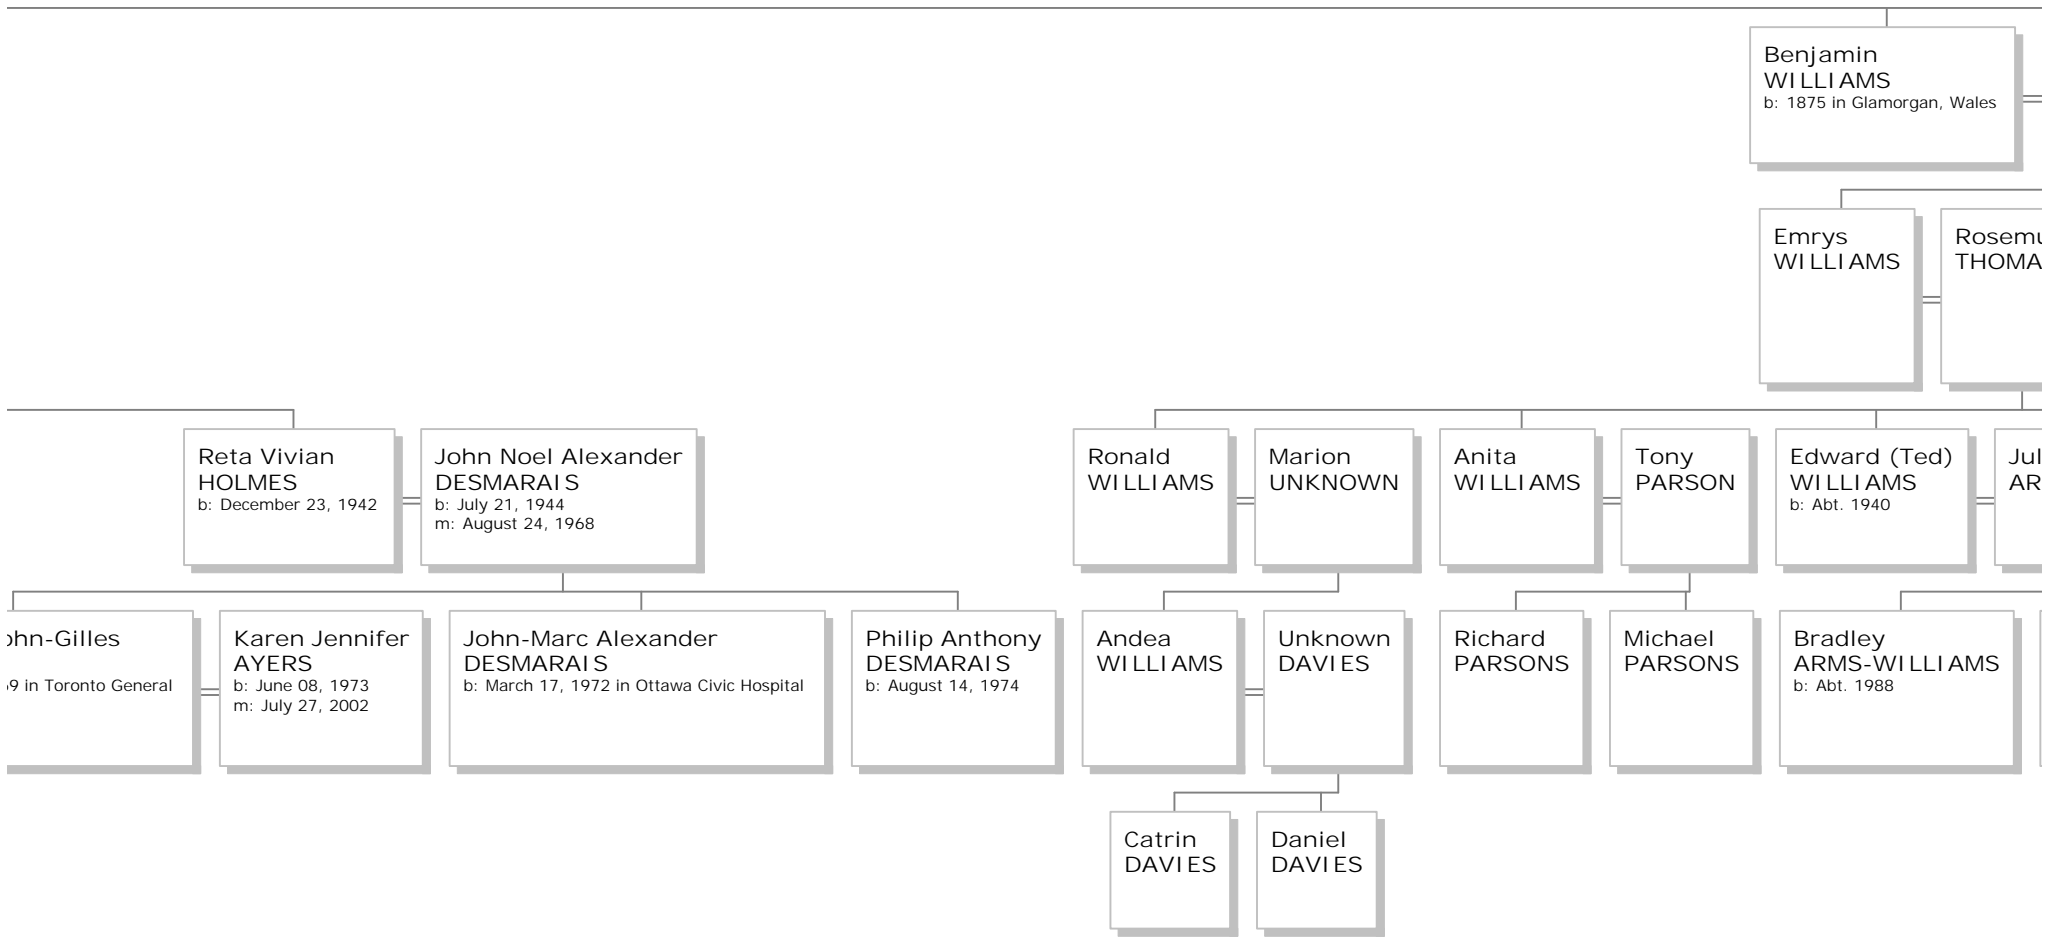 Benjamin
WILLIAMS
b: 1875 in Glamorgan, Wales
Emrys
WILLIAMS
Reta Vivian
HOLMES
b: December 23, 1942
John Noel Alexander
DESMARAIS
b: July 21, 1944
m: August 24, 1968
Ronald
WILLIAMS
Marion
UNKNOWN
Anita
WILLIAMS
Tony
PARSON
Edward (Ted)
WILLIAMS
b: Abt. 1940
in Toronto General
Karen Jennifer
AYERS
b: June 08, 1973
m: July 27, 2002
John-Marc Alexander
DESMARAIS
b: March 17, 1972 in Ottawa Civic Hospital
Philip Anthony
DESMARAIS
b: August 14, 1974
Andea
WILLIAMS
Unknown
DAVIES
Richard
PARSONS
Michael
PARSONS
Bradley
ARMS-WILLIAMS
b: Abt. 1988
Catrin
DAVIES
Daniel
DAVIES